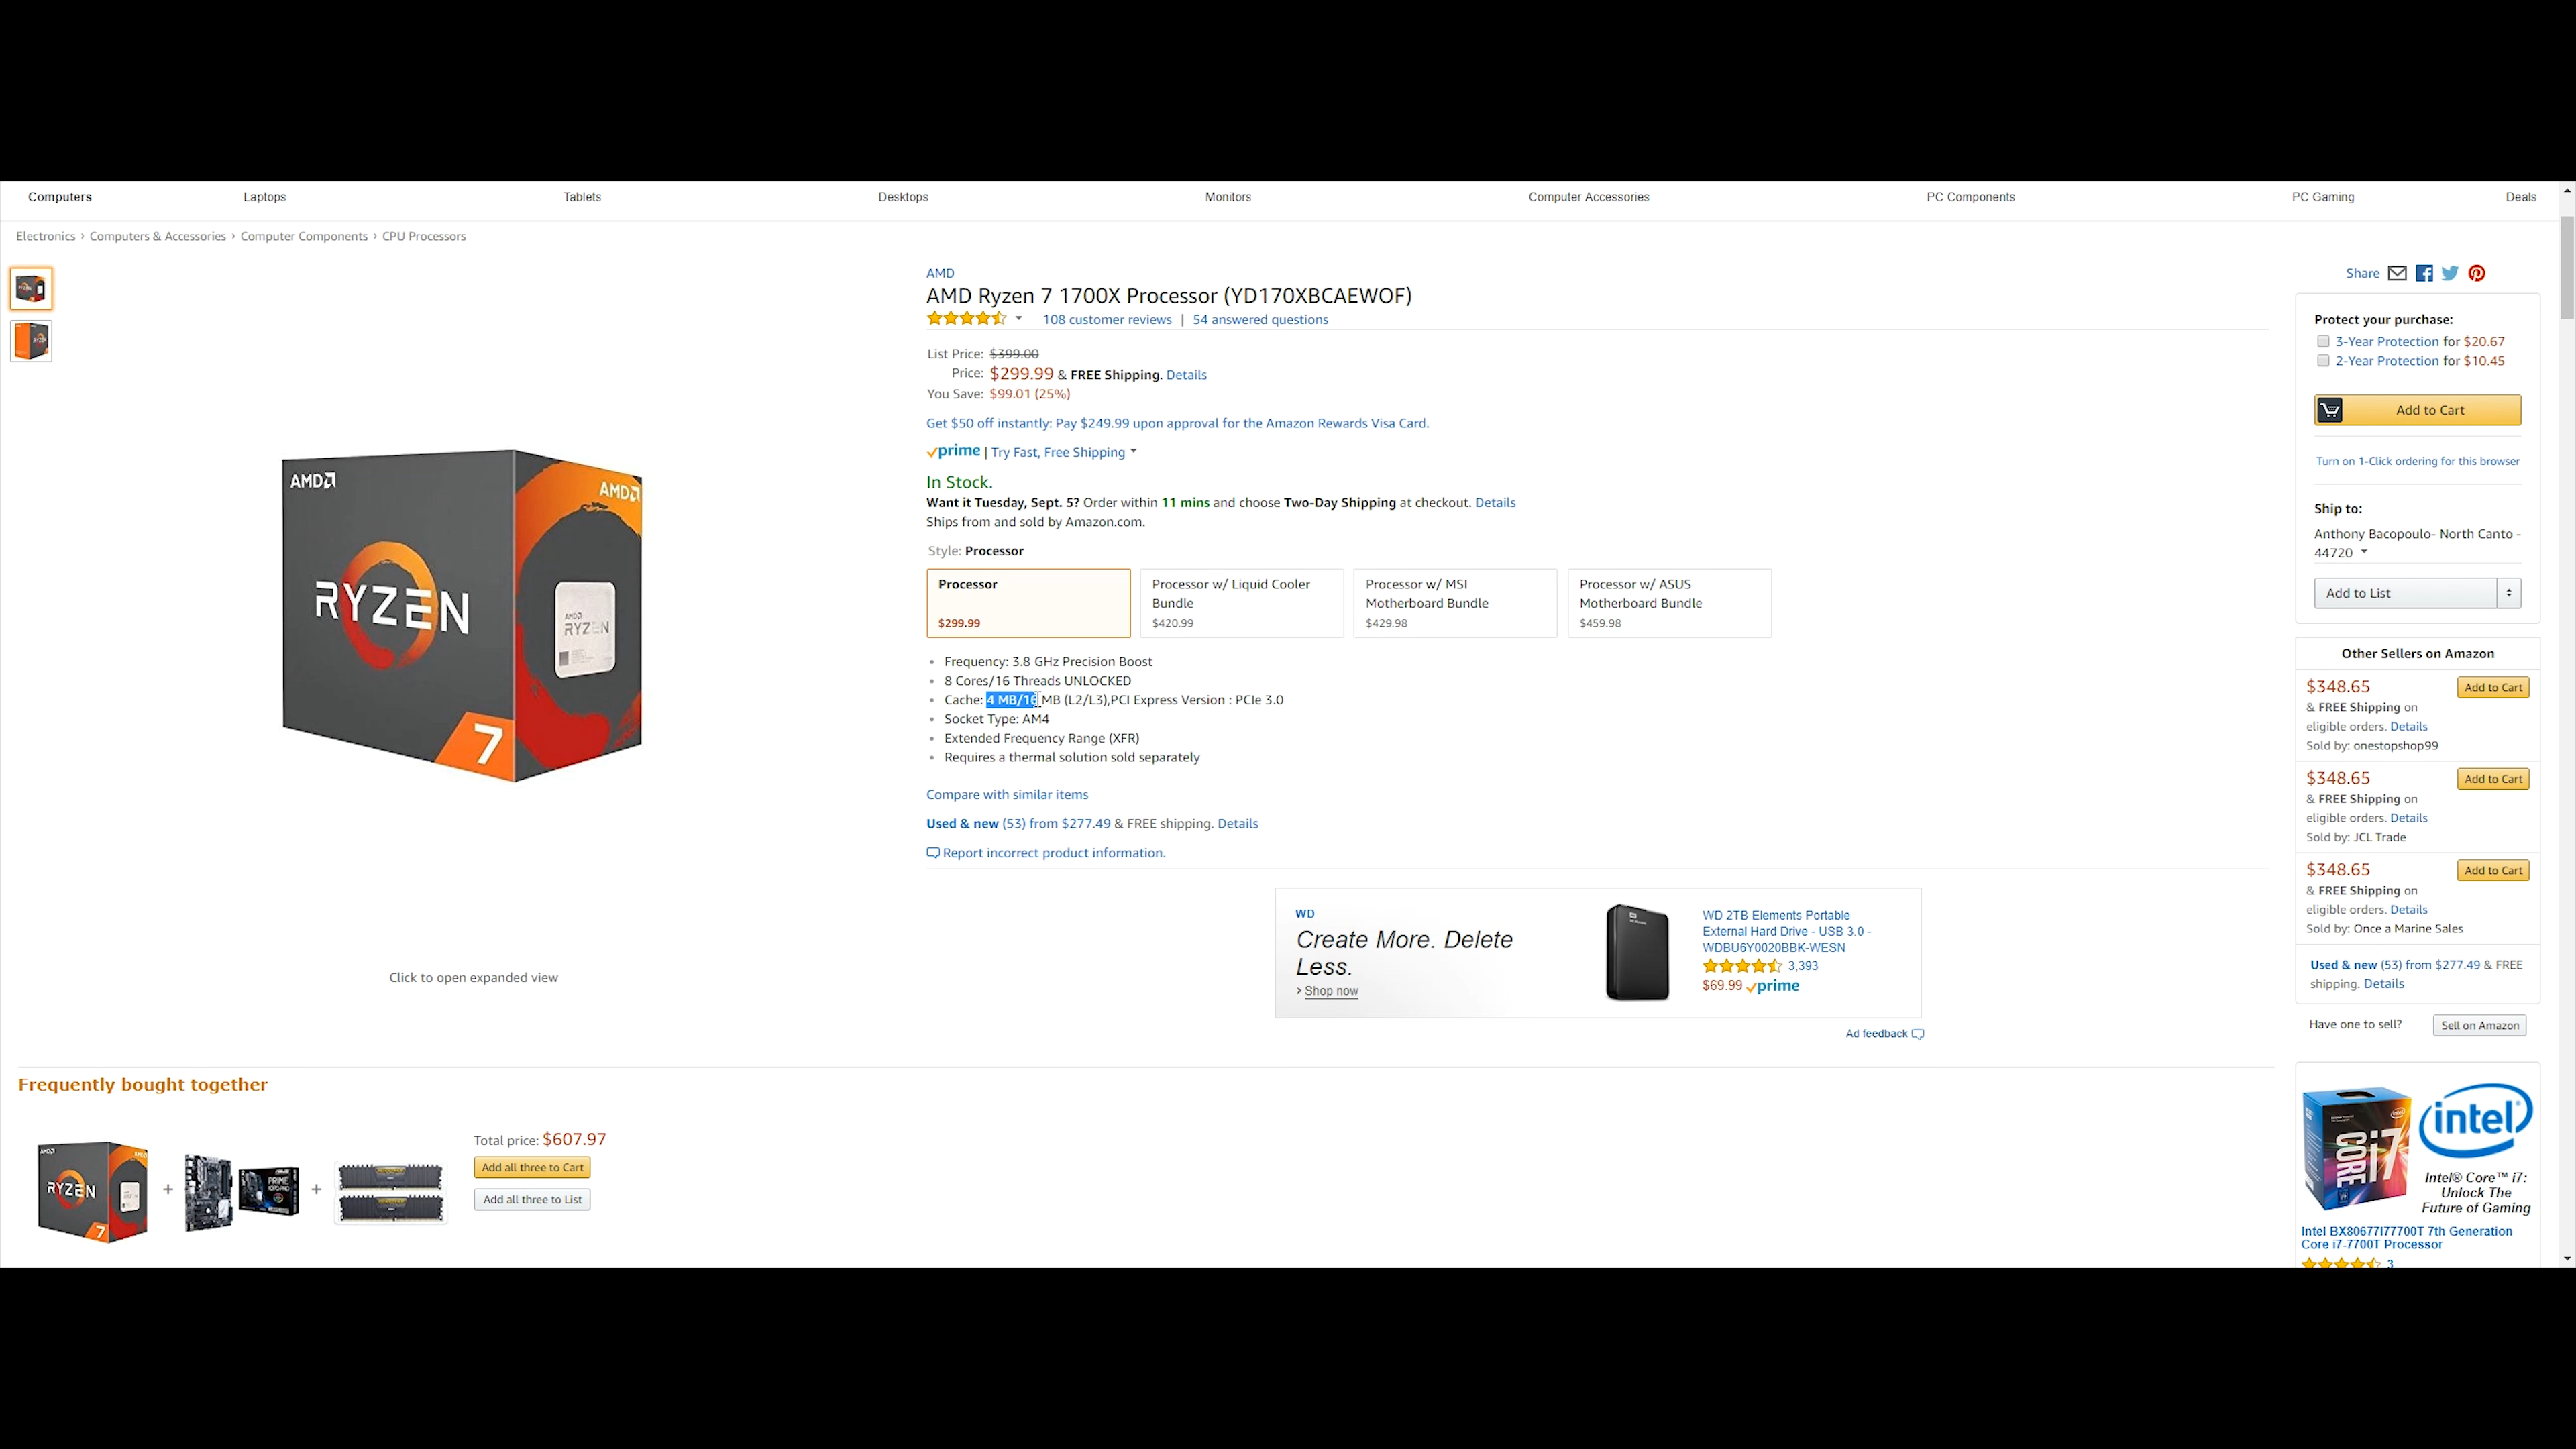 Computers
Laptops
Tablets
Desktops
Monitors
Computer Accessories
PC Components
PC Gaming
Deals
Electronics › Computers & Accessories › Computer Components › CPU Processors
AMD
AMD
RYZEN
AMD
RYZEN
7
Click to open expanded view
AMD
AMD Ryzen 7 1700X Processor (YD170XBCAEWOF)
108 customer reviews | 54 answered questions
List Price: $399.00
Price: $299.99 & FREE Shipping. Details
You Save: $99.01 (25%)
Get $50 off instantly: Pay $249.99 upon approval for the Amazon Rewards Visa Card.
prime | Try Fast, Free Shipping
In Stock.
Want it Tuesday, Sept. 5? Order within 11 mins and choose Two-Day Shipping at checkout. Details
Ships from and sold by Amazon.com.
Style: Processor
Processor
$299.99
Processor w/ Liquid Cooler
Bundle
$420.99
Processor w/ MSI
Motherboard Bundle
$429.98
Processor w/ ASUS
Motherboard Bundle
$459.98
• Frequency: 3.8 GHz Precision Boost
• 8 Cores/16 Threads UNLOCKED
• Cache: 4 MB/16 MB (L2/L3),PCI Express Version : PCIe 3.0
• Socket Type: AM4
• Extended Frequency Range (XFR)
• Requires a thermal solution sold separately
Compare with similar items
Used & new (53) from $277.49 & FREE shipping. Details
Report incorrect product information.
WD
Create More. Delete
Less.
› Shop now
WD 2TB Elements Portable
External Hard Drive - USB 3.0 -
WDBU6Y0020BBK-WESN
3,393
$69.99 prime
Ad feedback
Share
Protect your purchase:
3-Year Protection for $20.67
2-Year Protection for $10.45
Add to Cart
Turn on 1-Click ordering for this browser
Ship to:
Anthony Bacopoulo- North Canto -
44720
Add to List
Other Sellers on Amazon
$348.65
Add to Cart
& FREE Shipping on
eligible orders. Details
Sold by: onestopshop99
$348.65
Add to Cart
& FREE Shipping on
eligible orders. Details
Sold by: JCL Trade
$348.65
Add to Cart
& FREE Shipping on
eligible orders. Details
Sold by: Once a Marine Sales
Used & new (53) from $277.49 & FREE
shipping. Details
Have one to sell?
Sell on Amazon
intel
CORE i7
Intel® Core™ i7:
Unlock The
Future of Gaming
Intel BX80677I77700T 7th Generation
Core i7-7700T Processor
3
Frequently bought together
AMD
RYZEN
7
+
PRIME
+
Total price: $607.97
Add all three to Cart
Add all three to List